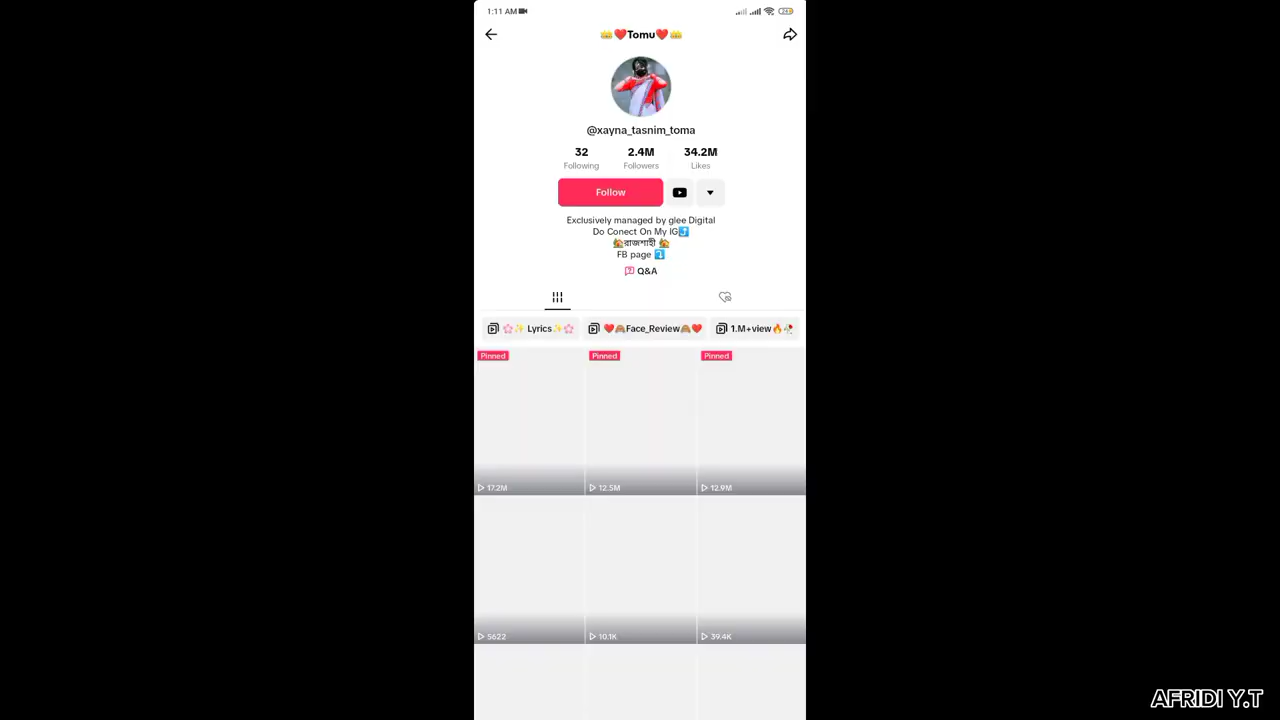 1:11 AM
👑❤️Tomu❤️👑
@xayna_tasnim_toma
32 2.4M 34.2M
Following Followers Likes
Follow
Exclusively managed by glee Digital
Do Conect On My IG⤴️
🏡রাজশাহী 🏡
FB page ⤵️
Q&A
🌸✨ Lyrics✨🌸 ❤️🙈Face_Review🙈❤️ 1.M+view🔥🥀
Pinned Pinned Pinned
17.2M 12.5M 12.9M
5622 10.1K 39.4K
AFRIDI Y.T